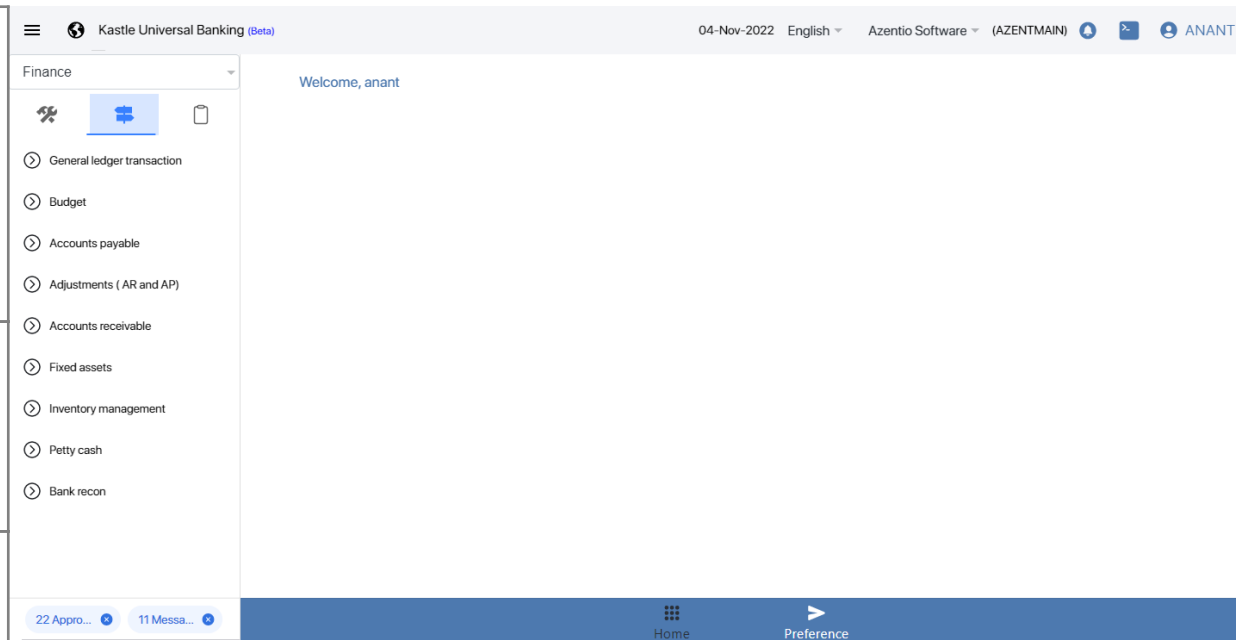 Kastle Universal Banking (Beta)
04-Nov-2022 English Azentio Software (AZENTMAIN) ANANT
Finance
Welcome, anant
General ledger transaction
Budget
Accounts payable
Adjustments ( AR and AP)
Accounts receivable
Fixed assets
Inventory management
Petty cash
Bank recon
22 Appro... 11 Messa...
Home Preference